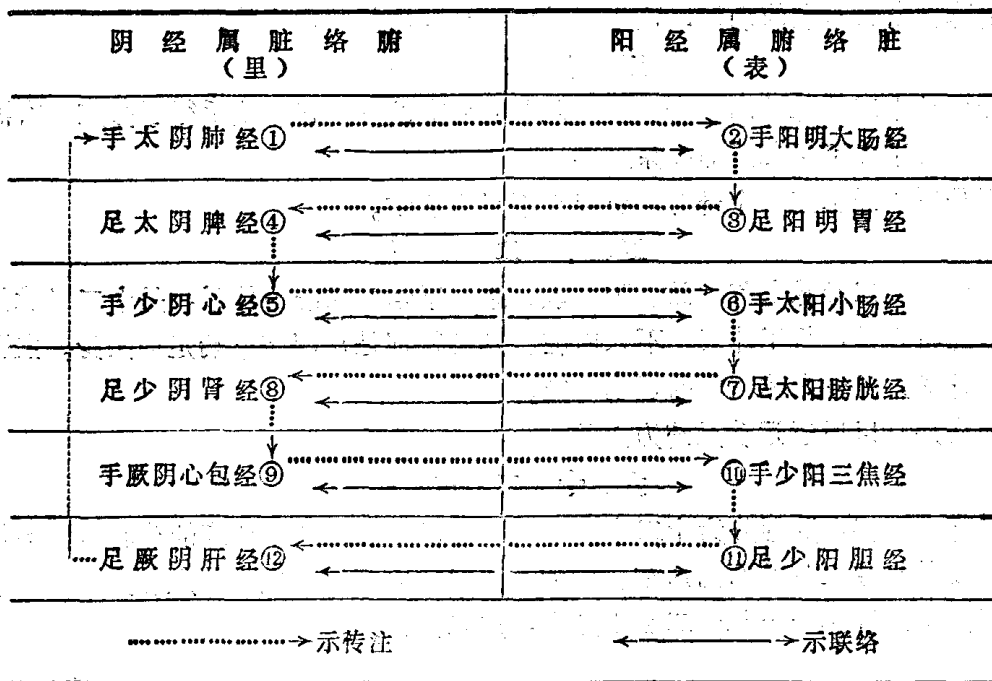 阴经属脏络腑 阳经属腑络脏
（里） （表）
手太阴肺经① ②手阳明大肠经
足太阴脾经④ ③足阳明胃经
手少阴心经⑤ ⑥手太阳小肠经
足少阴肾经⑧ ⑦足太阳膀胱经
手厥阴心包经⑨ ⑩手少阳三焦经
足厥阴肝经⑫ ⑪足少阳胆经
示传注 示联络